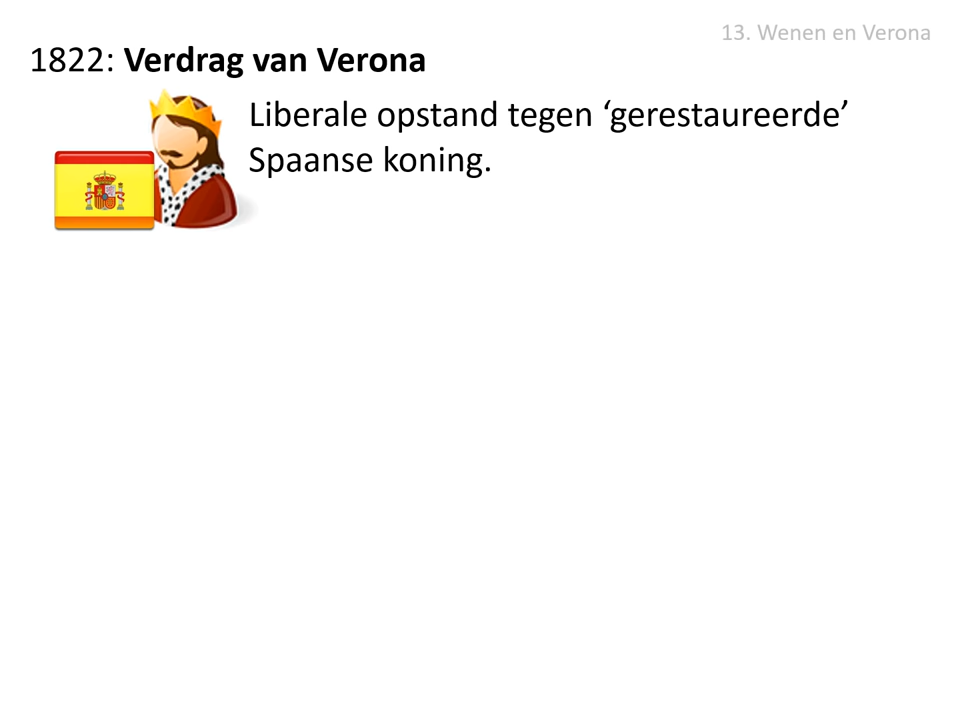 13. Wenen en Verona
1822: Verdrag van Verona
Liberale opstand tegen ‘gerestaureerde’
Spaanse koning.